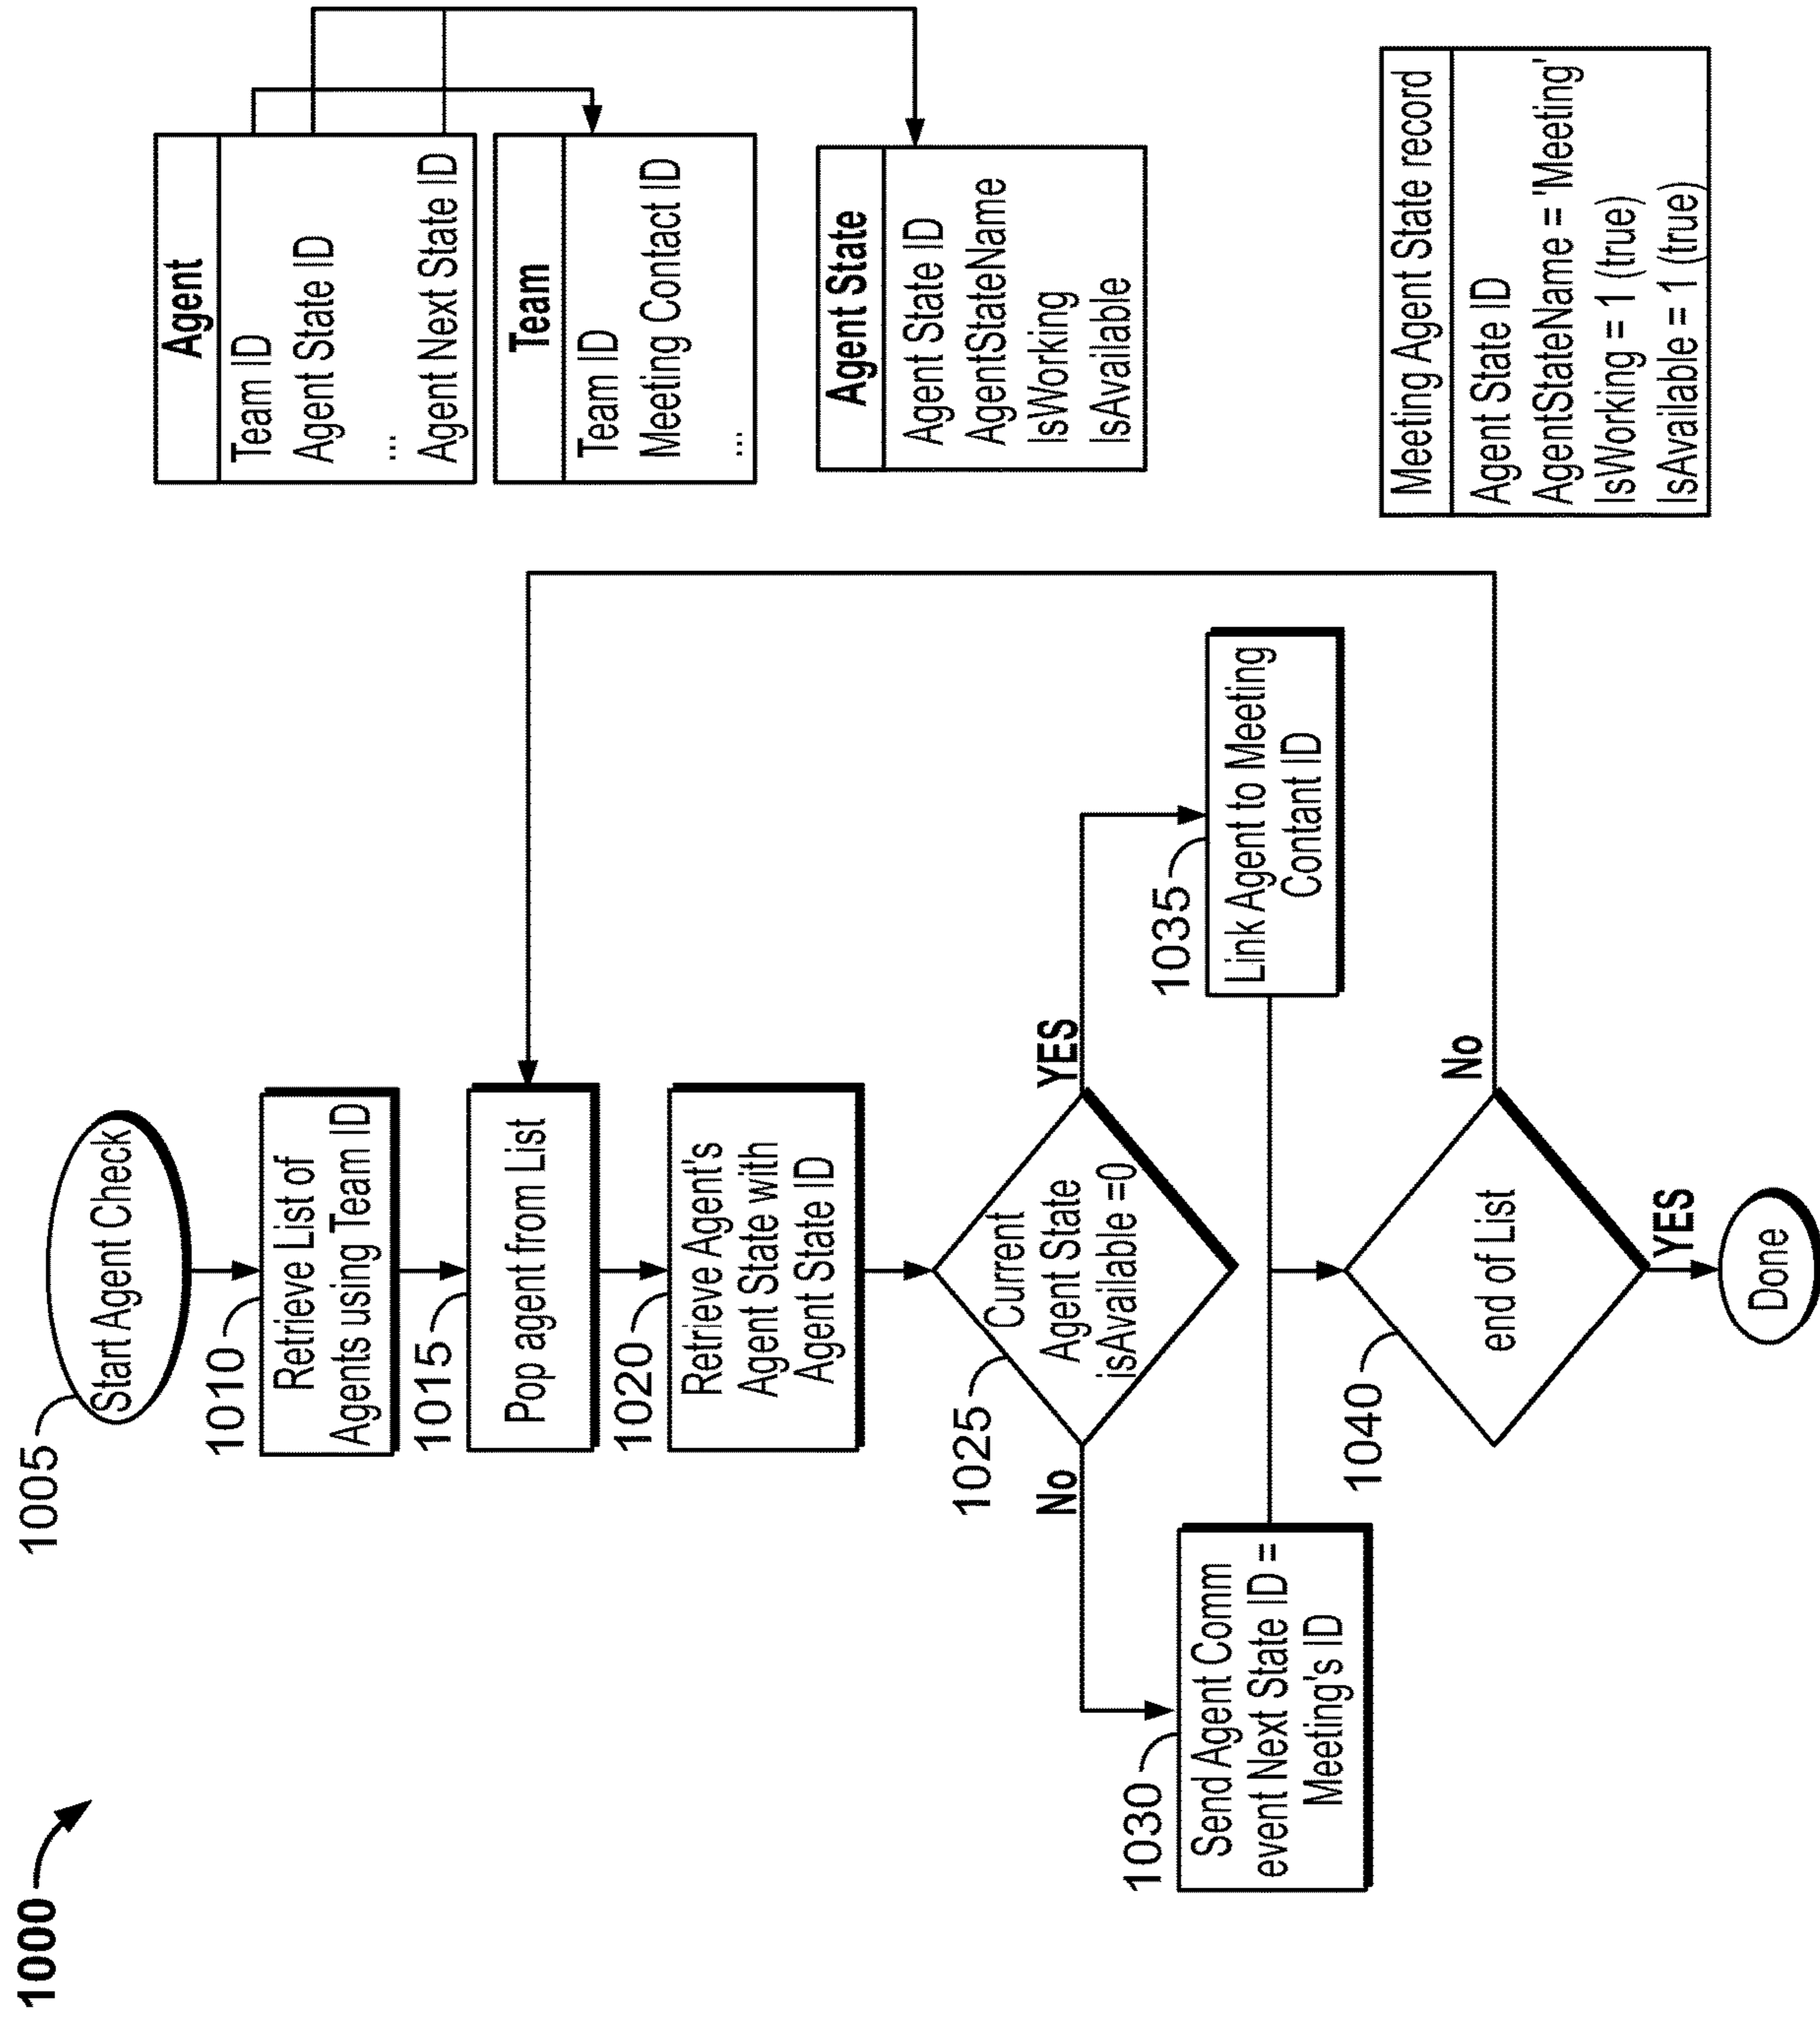 1000
1005
Start Agent Check
1010
Retrieve List of
Agents using Team ID
1015
Pop agent from List
1020
Retrieve Agent's
Agent State with
Agent State ID
1025
Current
Agent State
isAvailable =0
No
YES
1030
Send Agent Comm
event Next State ID =
Meeting's ID
1035
Link Agent to Meeting
Contant ID
1040
end of List
No
YES
Done
Agent
Team ID
Agent State ID
...
Agent Next State ID
Team
Team ID
Meeting Contact ID
...
Agent State
Agent State ID
AgentStateName
IsWorking
IsAvailable
Meeting Agent State record
Agent State ID
AgentStateName = 'Meeting'
IsWorking = 1 (true)
IsAvailable = 1 (true)